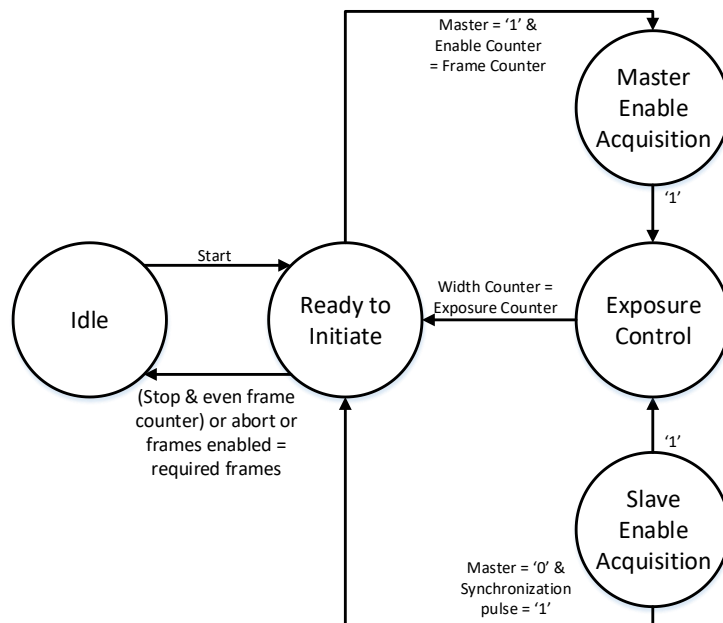 Master = ‘1’ &
Enable Counter
= Frame Counter
Master
Enable
Acquisition
‘1’
Start
Idle
Ready to
Initiate
Width Counter =
Exposure Counter
Exposure
Control
(Stop & even frame
counter) or abort or
frames enabled =
required frames
‘1’
Slave
Enable
Acquisition
Master = ‘0’ &
Synchronization
pulse = ‘1’